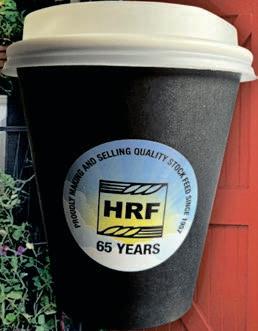 PROUDLY MAKING AND SELLING QUALITY STOCK FEED SINCE 1957
HRF
65 YEARS